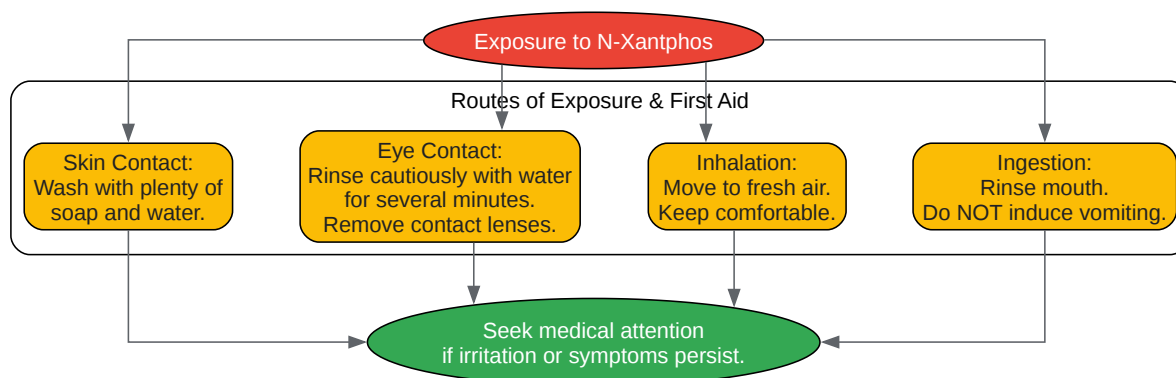 Exposure to N-Xantphos
Routes of Exposure & First Aid
Skin Contact:
Wash with plenty of
soap and water.
Eye Contact:
Rinse cautiously with water
for several minutes.
Remove contact lenses.
Inhalation:
Move to fresh air.
Keep comfortable.
Ingestion:
Rinse mouth.
Do NOT induce vomiting.
Seek medical attention
if irritation or symptoms persist.